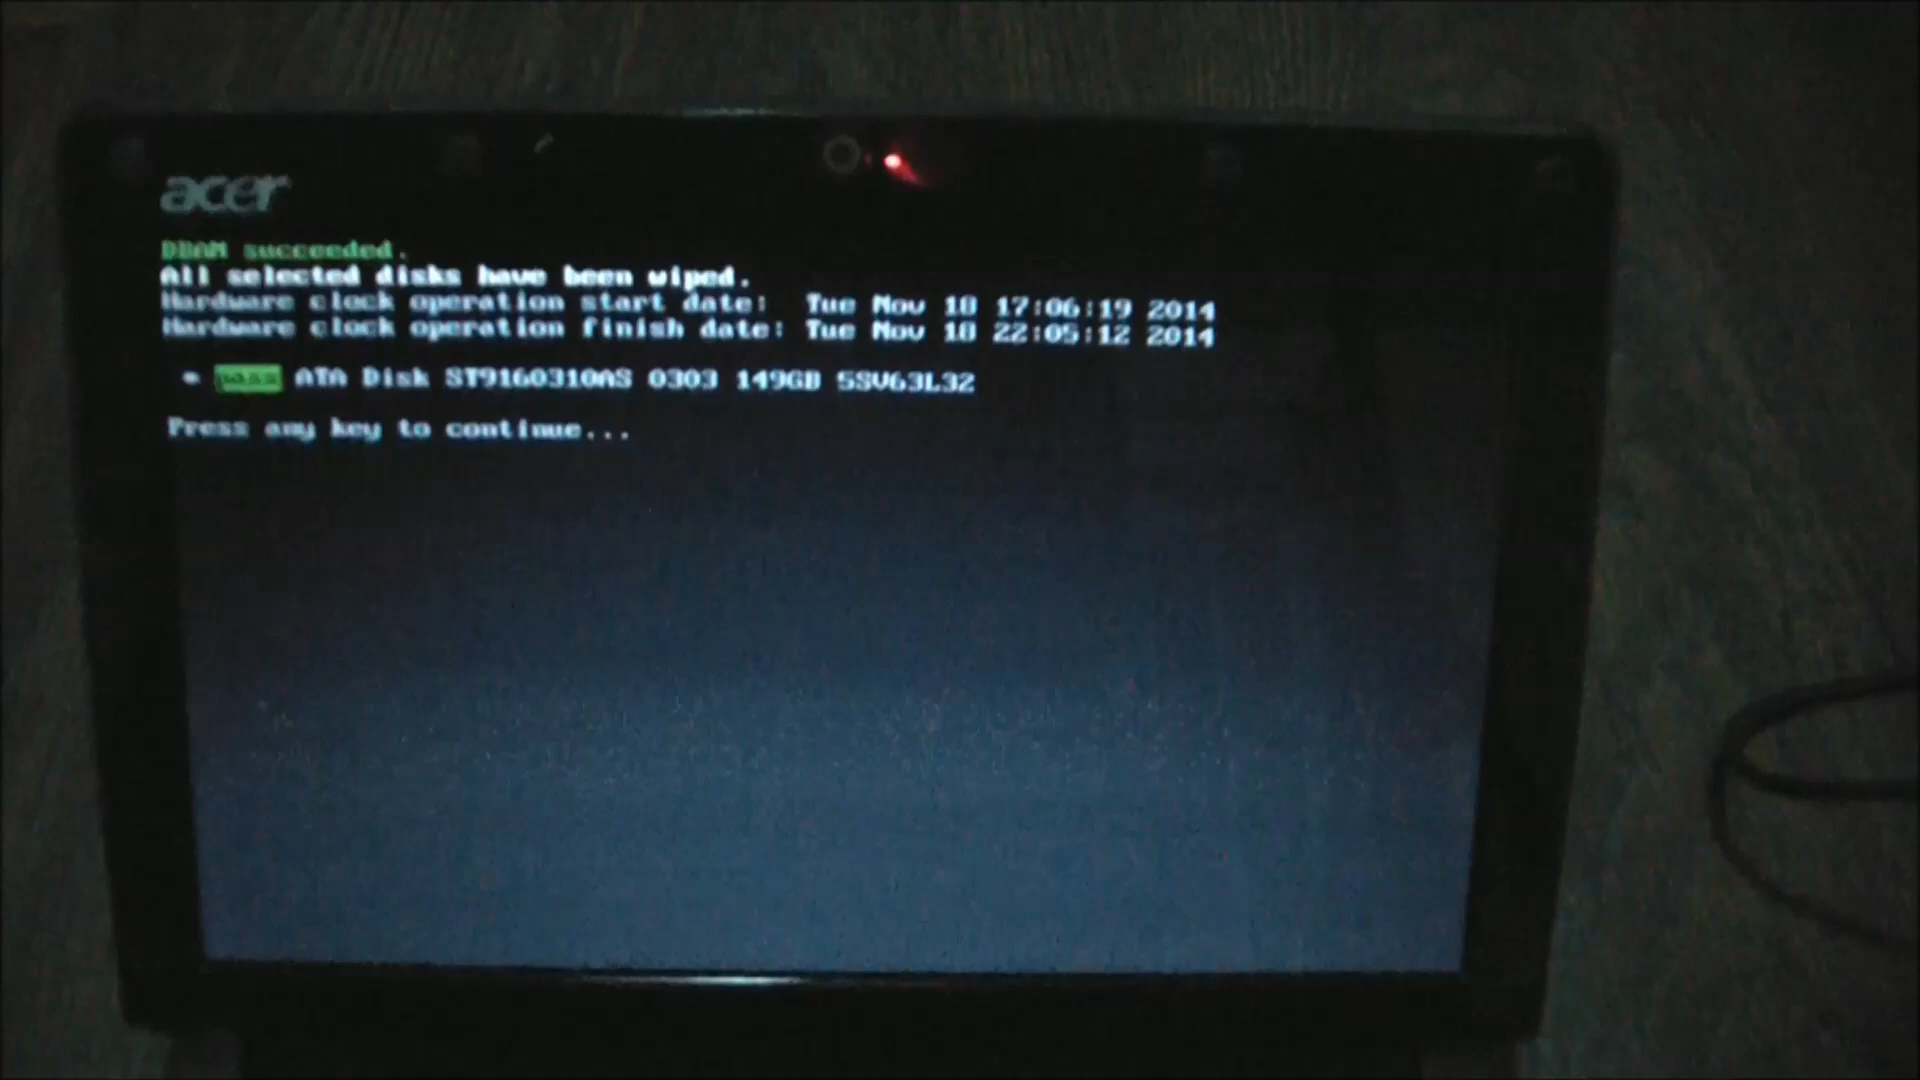 acer
DBAN succeeded.
All selected disks have been wiped.
Hardware clock operation start date:  Tue Nov 18 17:06:19 2014
Hardware clock operation finish date: Tue Nov 18 22:05:12 2014
* pass ATA Disk ST9160310AS 0303 149GB 5SV63L32
Press any key to continue...